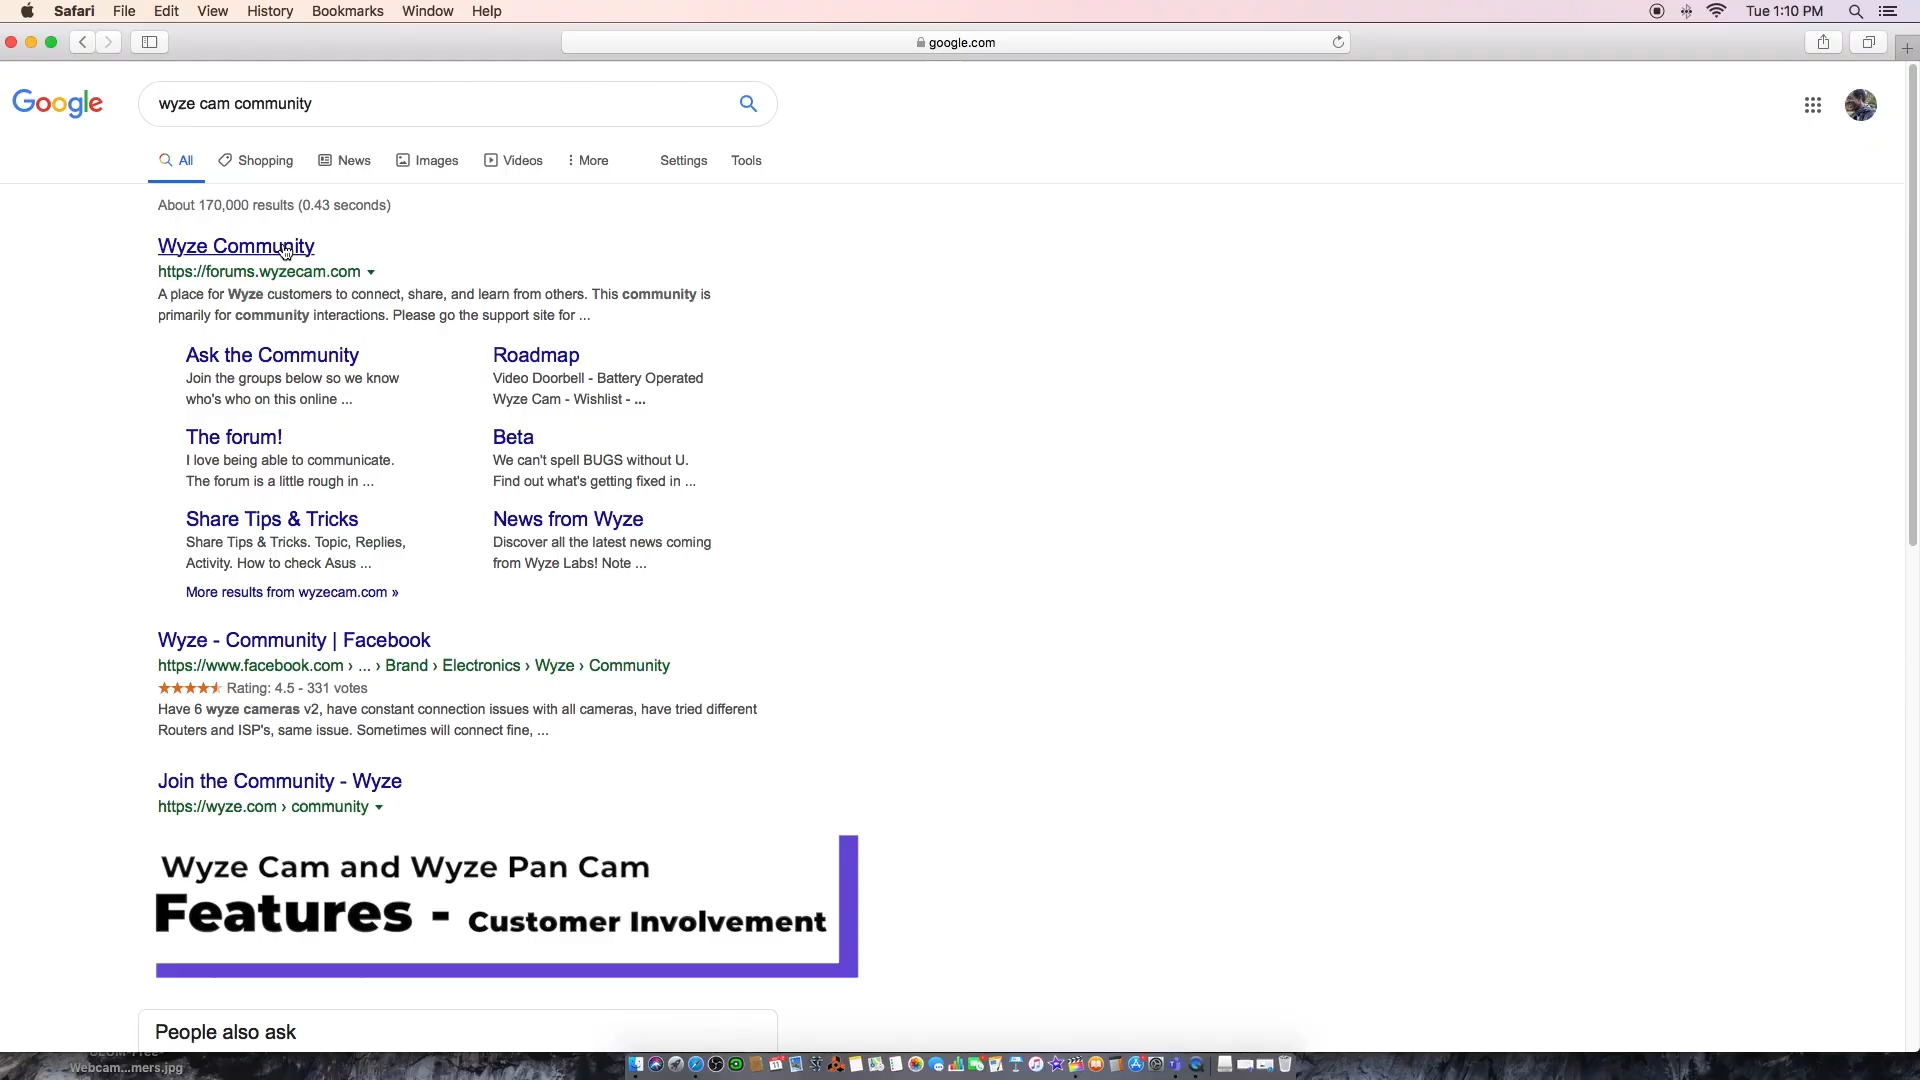 Safari File Edit View History Bookmarks Window Help Tue 1:10 PM
google.com
Google wyze cam community
All Shopping News Images Videos More Settings Tools
About 170,000 results (0.43 seconds)
Wyze Community
https://forums.wyzecam.com
A place for Wyze customers to connect, share, and learn from others. This community is
primarily for community interactions. Please go the support site for ...
Ask the Community
Join the groups below so we know
who's who on this online ...
Roadmap
Video Doorbell - Battery Operated
Wyze Cam - Wishlist - ...
The forum!
I love being able to communicate.
The forum is a little rough in ...
Beta
We can't spell BUGS without U.
Find out what's getting fixed in ...
Share Tips & Tricks
Share Tips & Tricks. Topic, Replies,
Activity. How to check Asus ...
News from Wyze
Discover all the latest news coming
from Wyze Labs! Note ...
More results from wyzecam.com »
Wyze - Community | Facebook
https://www.facebook.com › ... › Brand › Electronics › Wyze › Community
Rating: 4.5 - 331 votes
Have 6 wyze cameras v2, have constant connection issues with all cameras, have tried different
Routers and ISP's, same issue. Sometimes will connect fine, ...
Join the Community - Wyze
https://wyze.com › community
Wyze Cam and Wyze Pan Cam
Features - Customer Involvement
People also ask
Webcam...mers.jpg